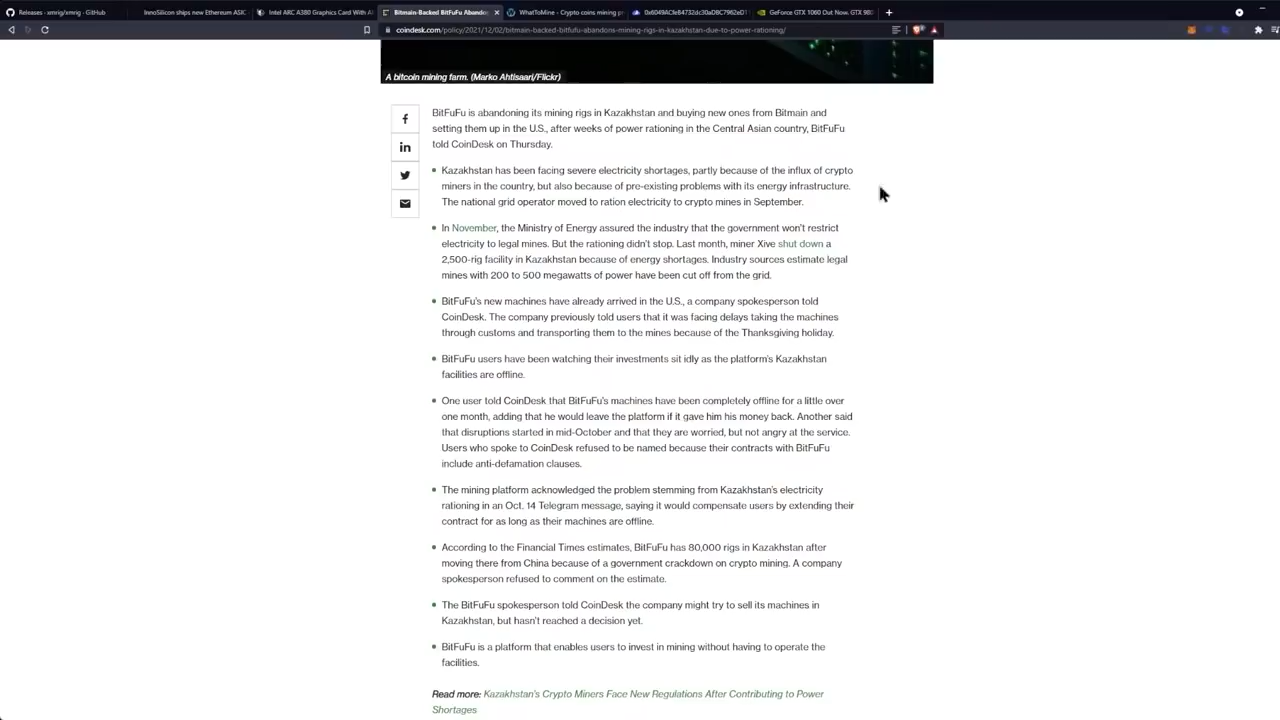 Releases - xmrig/xmrig - GitHub
InnoSilicon ships new Ethereum ASIC
Intel ARC A380 Graphics Card With A
Bitmain-Backed BitFuFu Abando
WhatToMine - Crypto coins mining p
GeForce GTX 1060 Out Now. GTX 980
coindesk.com/policy/2021/12/02/bitmain-backed-bitfufu-abandons-mining-rigs-in-kazakhstan-due-to-power-rationing/
A bitcoin mining farm. (Marko Ahtisaari/Flickr)
BitFuFu is abandoning its mining rigs in Kazakhstan and buying new ones from Bitmain and
setting them up in the U.S., after weeks of power rationing in the Central Asian country, BitFuFu
told CoinDesk on Thursday.
Kazakhstan has been facing severe electricity shortages, partly because of the influx of crypto
miners in the country, but also because of pre-existing problems with its energy infrastructure.
The national grid operator moved to ration electricity to crypto mines in September.
In November, the Ministry of Energy assured the industry that the government won't restrict
electricity to legal mines. But the rationing didn't stop. Last month, miner Xive shut down a
2,500-rig facility in Kazakhstan because of energy shortages. Industry sources estimate legal
mines with 200 to 500 megawatts of power have been cut off from the grid.
BitFuFu's new machines have already arrived in the U.S., a company spokesperson told
CoinDesk. The company previously told users that it was facing delays taking the machines
through customs and transporting them to the mines because of the Thanksgiving holiday.
BitFuFu users have been watching their investments sit idly as the platform's Kazakhstan
facilities are offline.
One user told CoinDesk that BitFuFu's machines have been completely offline for a little over
one month, adding that he would leave the platform if it gave him his money back. Another said
that disruptions started in mid-October and that they are worried, but not angry at the service.
Users who spoke to CoinDesk refused to be named because their contracts with BitFuFu
include anti-defamation clauses.
The mining platform acknowledged the problem stemming from Kazakhstan's electricity
rationing in an Oct. 14 Telegram message, saying it would compensate users by extending their
contract for as long as their machines are offline.
According to the Financial Times estimates, BitFuFu has 80,000 rigs in Kazakhstan after
moving there from China because of a government crackdown on crypto mining. A company
spokesperson refused to comment on the estimate.
The BitFuFu spokesperson told CoinDesk the company might try to sell its machines in
Kazakhstan, but hasn't reached a decision yet.
BitFuFu is a platform that enables users to invest in mining without having to operate the
facilities.
Read more: Kazakhstan's Crypto Miners Face New Regulations After Contributing to Power
Shortages